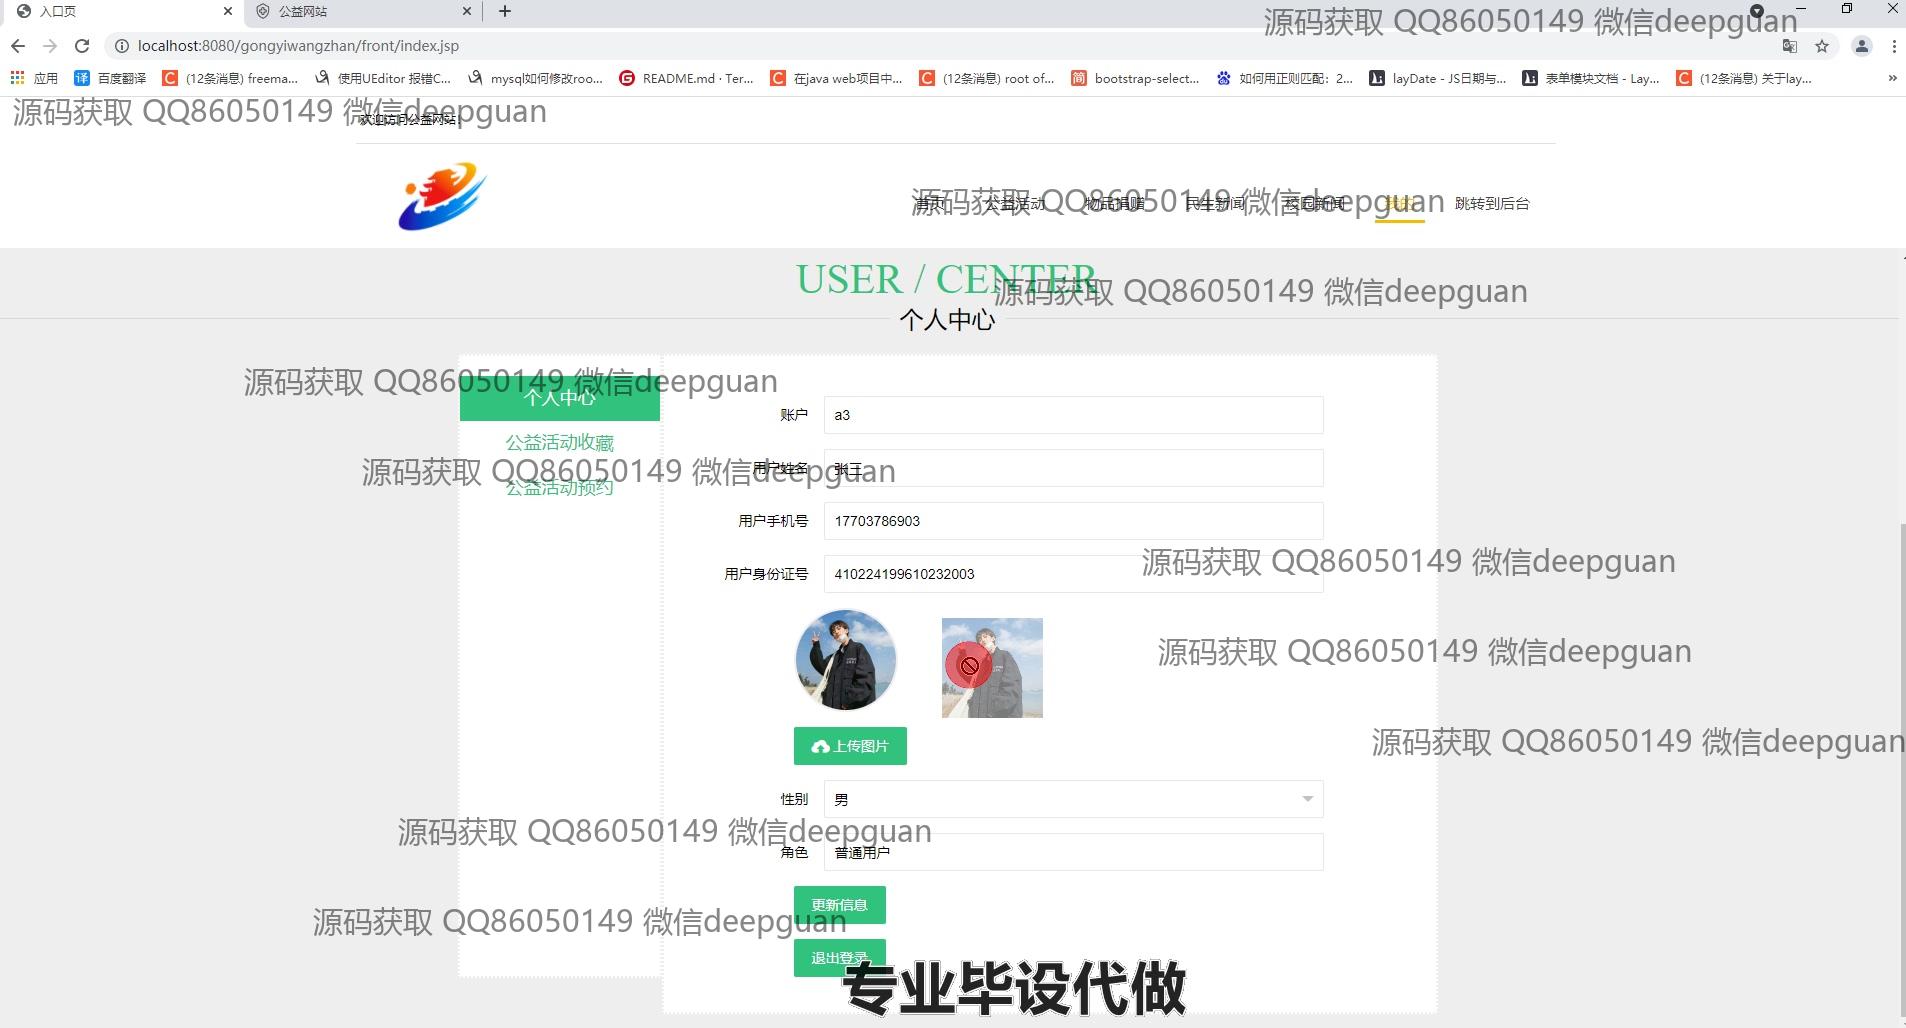 入口页
公益网站
源码获取 QQ86050149 微信deepguan
localhost:8080/gongyiwangzhan/front/index.jsp
应用
百度翻译
(12条消息) freema...
使用UEditor 报错C...
mysql如何修改roo...
README.md · Ter...
在java web项目中...
(12条消息) root of...
bootstrap-select...
如何用正则匹配：2...
layDate - JS日期与...
表单模块文档 - Lay...
(12条消息) 关于lay...
源码获取 QQ86050149 微信deepguan
欢迎访问公益网站
源码获取 QQ86050149 微信deepguan
首页
公益活动
物品捐赠
民生新闻
校园新闻
我的
跳转到后台
USER / CENTER
源码获取 QQ86050149 微信deepguan
个人中心
源码获取 QQ86050149 微信deepguan
个人中心
账户
a3
公益活动收藏
源码获取 QQ86050149 微信deepguan
用户姓名
张三
公益活动预约
用户手机号
17703786903
源码获取 QQ86050149 微信deepguan
用户身份证号
410224199610232003
源码获取 QQ86050149 微信deepguan
上传图片
源码获取 QQ86050149 微信deepguan
性别
男
源码获取 QQ86050149 微信deepguan
角色
普通用户
更新信息
源码获取 QQ86050149 微信deepguan
退出登录
专业毕设代做